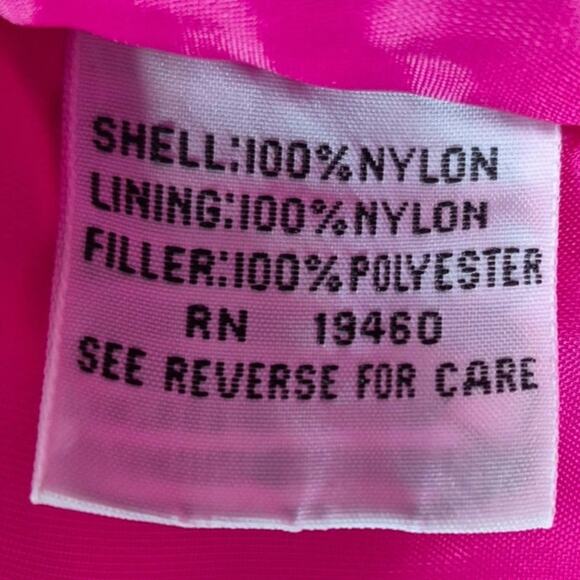 SHELL:100%NYLON
LINING:100%NYLON
FILLER:100%POLYESTER
RN 19460
SEE REVERSE FOR CARE